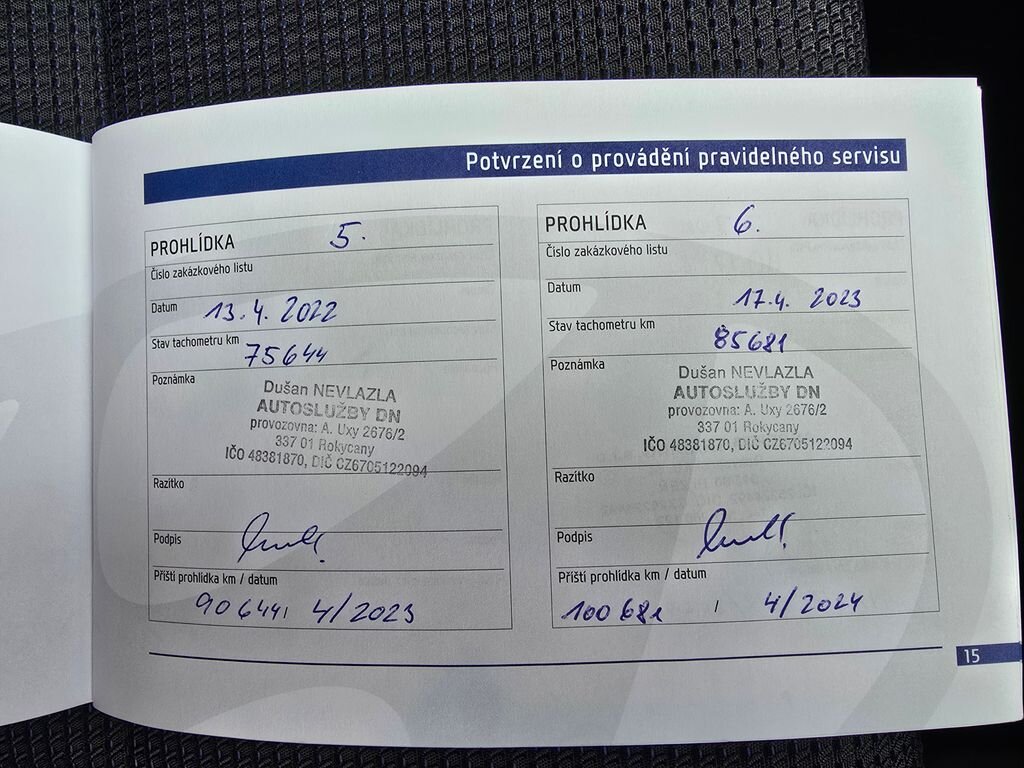 Potvrzení o provádění pravidelného servisu
PROHLÍDKA 5.
Číslo zakázkového listu
Datum 13.4.2022
Stav tachometru km 75644
Poznámka
Dušan NEVLAZLA
AUTOSLUŽBY DN
provozovna: A. Uxy 2676/2
337 01 Rokycany
IČO 48381870, DIČ CZ6705122094
Razítko
Podpis
Příští prohlídka km / datum
90644 / 4/2023
PROHLÍDKA 6.
Číslo zakázkového listu
Datum 17.4. 2023
Stav tachometru km 85681
Poznámka
Dušan NEVLAZLA
AUTOSLUŽBY DN
provozovna: A. Uxy 2676/2
337 01 Rokycany
IČO 48381870, DIČ CZ6705122094
Razítko
Podpis
Příští prohlídka km / datum
100 681 / 4/2024
15